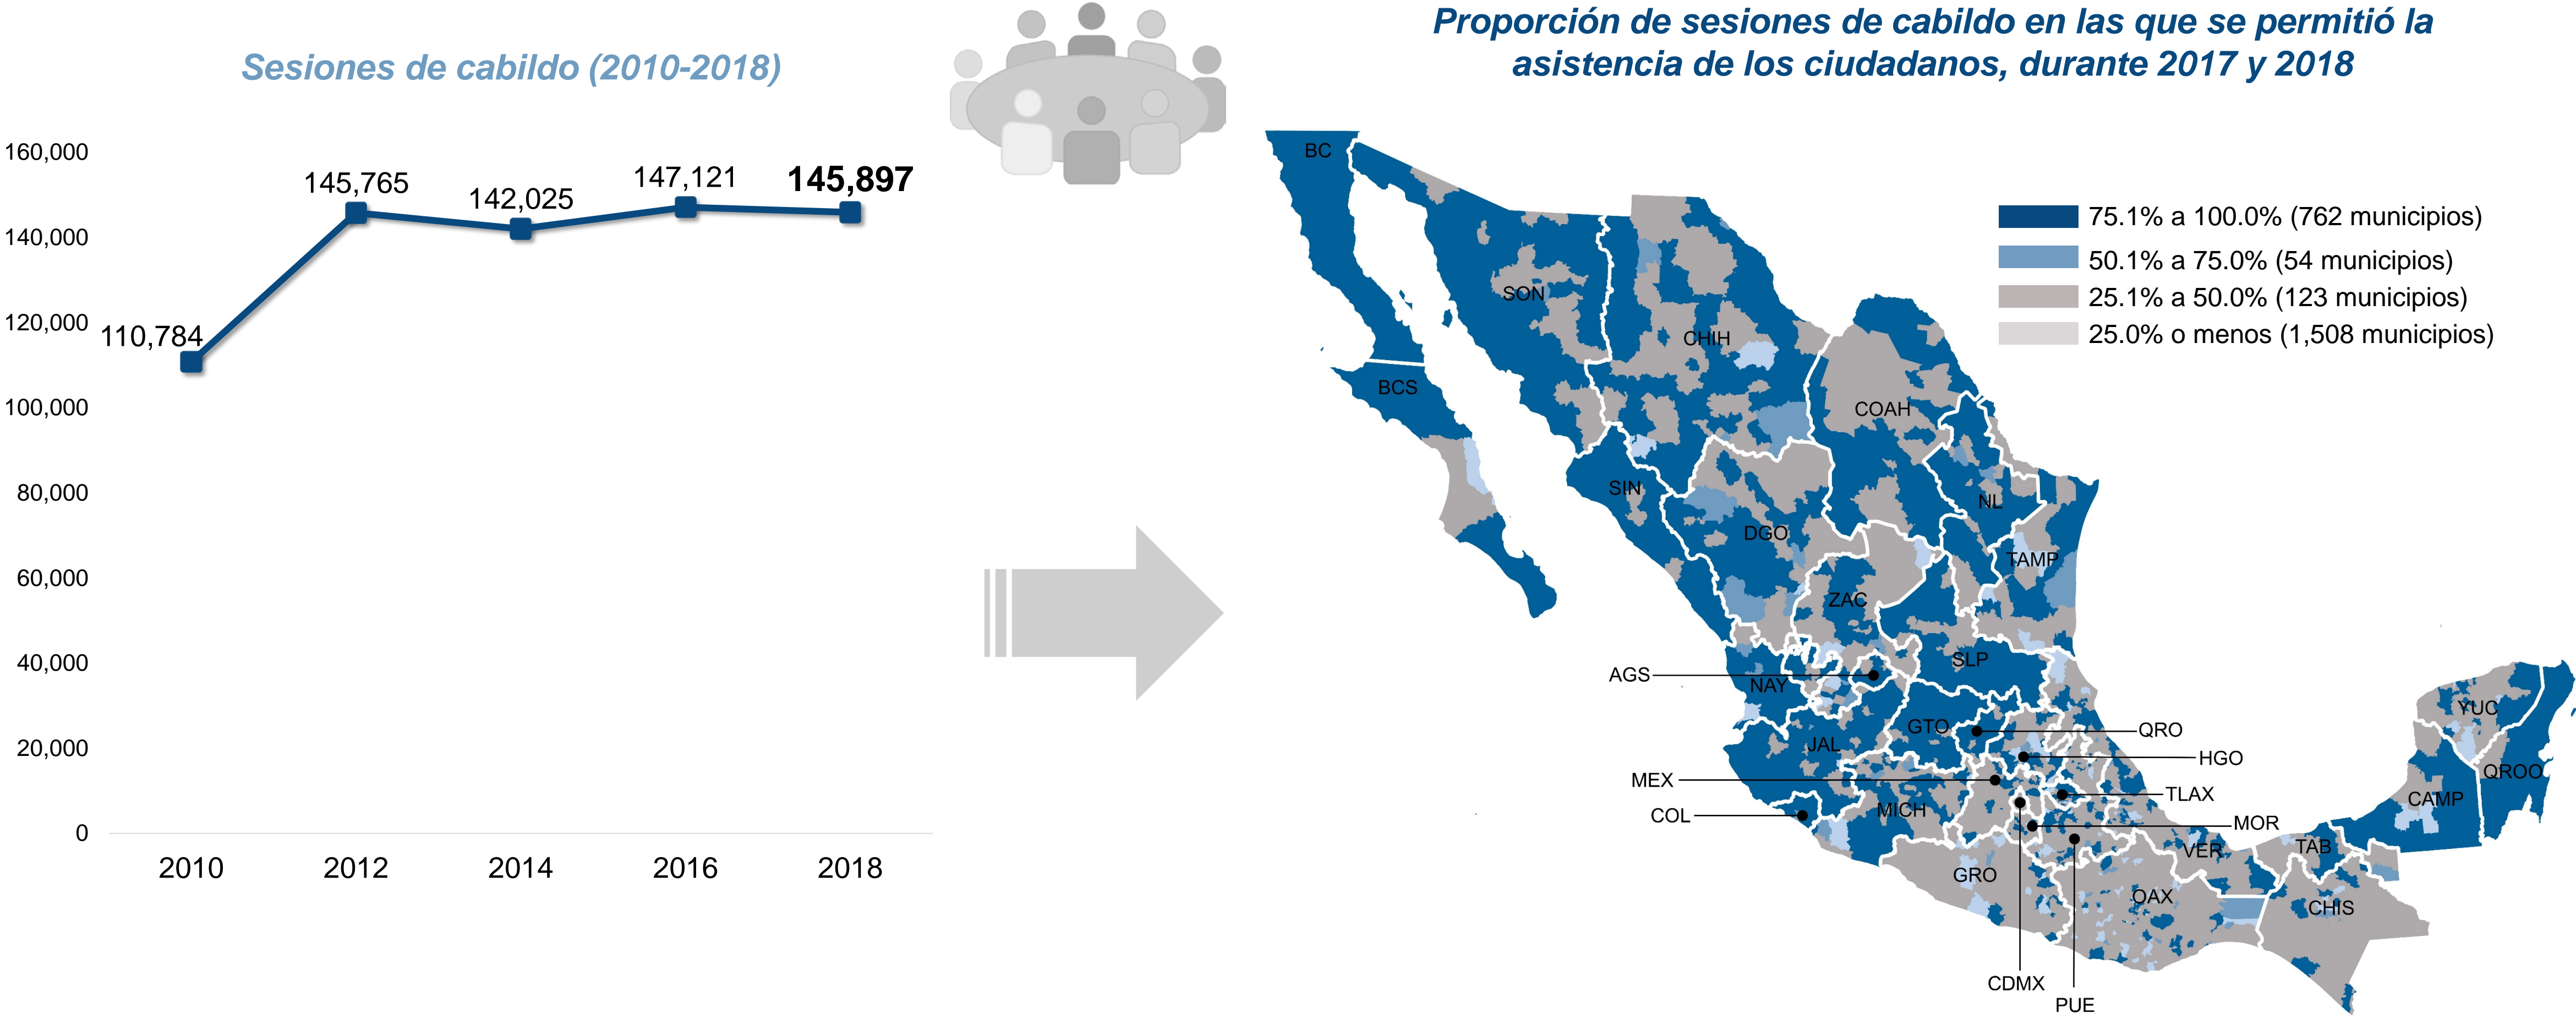 Sesiones de cabildo (2010-2018)
160,000
140,000
120,000
100,000
80,000
60,000
40,000
20,000
0
110,784
145,765
142,025
147,121
145,897
2010
2012
2014
2016
2018
Proporción de sesiones de cabildo en las que se permitió la
asistencia de los ciudadanos, durante 2017 y 2018
75.1% a 100.0% (762 municipios)
50.1% a 75.0% (54 municipios)
25.1% a 50.0% (123 municipios)
25.0% o menos (1,508 municipios)
BC
SON
CHIH
BCS
COAH
SIN
NL
DGO
TAMP
ZAC
SLP
AGS
NAY
YUC
GTO
QRO
JAL
HGO
QROO
MEX
TLAX
CAMP
COL
MICH
MOR
VER
TAB
GRO
OAX
CHIS
CDMX
PUE